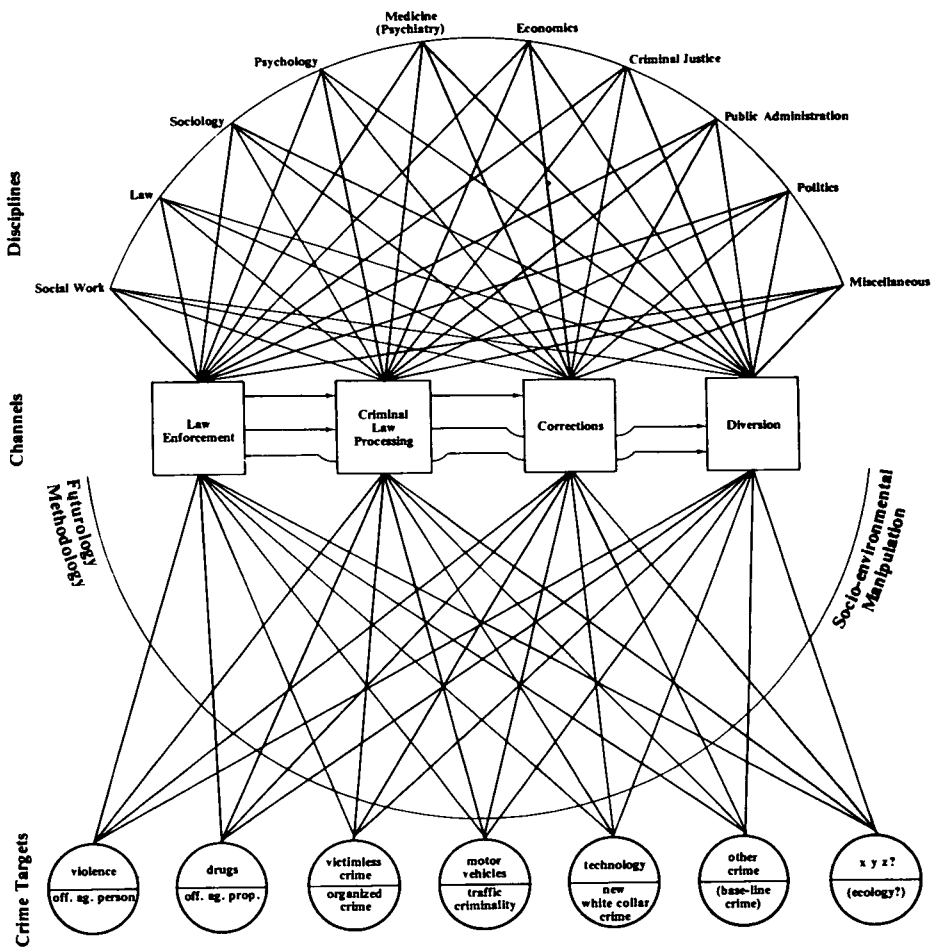 Medicine
(Psychiatry)
Economics
Psychology
Criminal Justice
Sociology
Public Administration
Law
Politics
Social Work
Miscellaneous
Disciplines
Channels
Law
Enforcement
Criminal
Law
Processing
Corrections
Diversion
Futurology
Methodology
Socio-environmental
Manipulation
Crime Targets
violence
off. ag. person
drugs
off. ag. prop.
victimless
crime
organized
crime
motor
vehicles
traffic
criminality
technology
new
white collar
crime
other
crime
(base-line
crime)
x y z?
(ecology?)